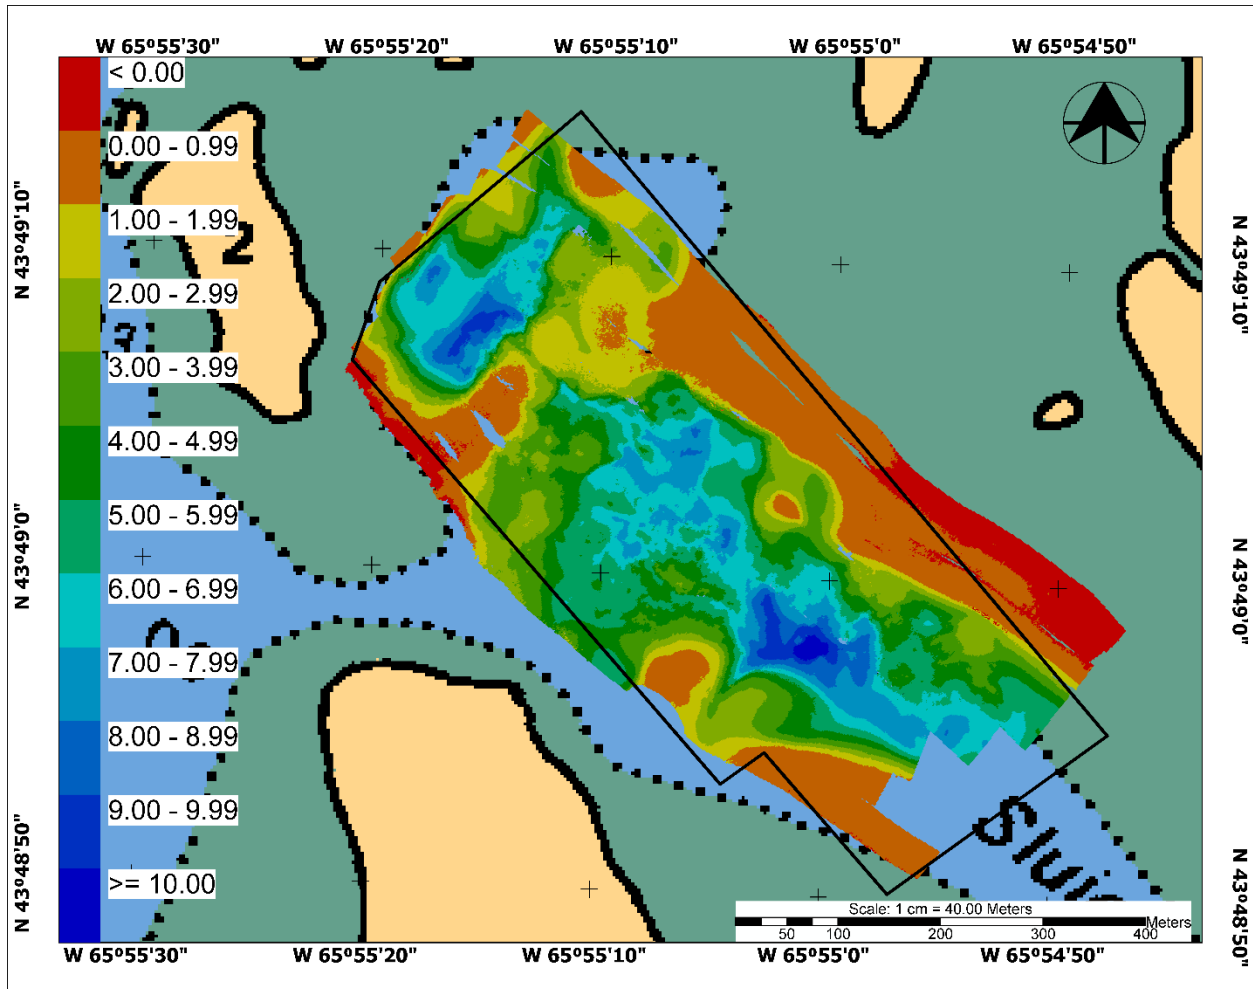 W 65º55'30" W 65º55'20" W 65º55'10" W 65º55'0" W 65º54'50"
< 0.00
0.00 - 0.99
1.00 - 1.99
2.00 - 2.99
3.00 - 3.99
4.00 - 4.99
5.00 - 5.99
6.00 - 6.99
7.00 - 7.99
8.00 - 8.99
9.00 - 9.99
>= 10.00
N 43º49'10"
N 43º49'0"
N 43º48'50"
2
N 43º49'10"
N 43º49'0"
N 43º48'50"
Scale: 1 cm = 40.00 Meters
50 100 200 300 400 Meters
W 65º55'30" W 65º55'20" W 65º55'10" W 65º55'0" W 65º54'50"